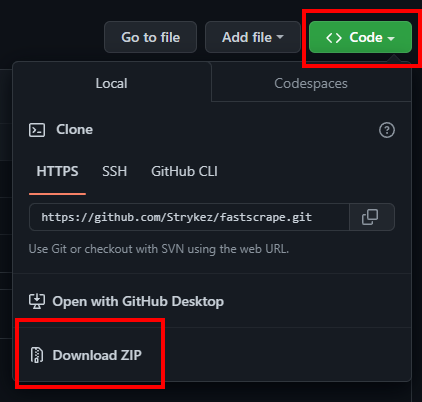 Go to file Add file <> Code
Local Codespaces
Clone
HTTPS SSH GitHub CLI
https://github.com/Strykez/fastscrape.git
Use Git or checkout with SVN using the web URL.
Open with GitHub Desktop
Download ZIP